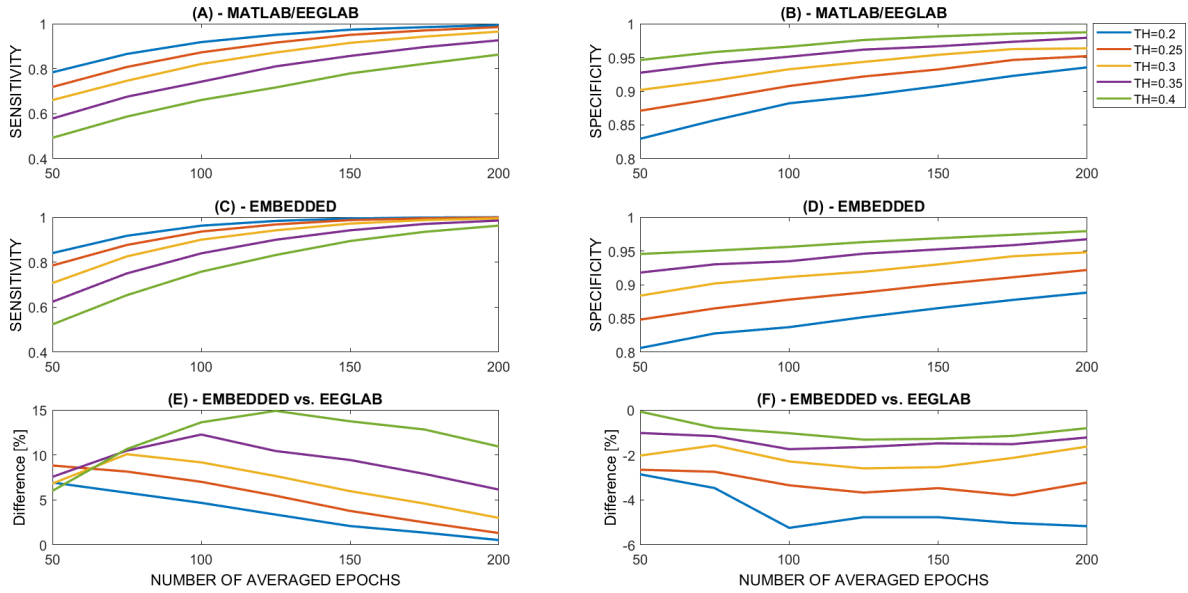 (A) - MATLAB/EEGLAB
1
0.8
0.6
0.4
SENSITIVITY
50
100
150
200
(B) - MATLAB/EEGLAB
1
0.95
0.9
0.85
0.8
SPECIFICITY
50
100
150
200
TH=0.2
TH=0.25
TH=0.3
TH=0.35
TH=0.4
(C) - EMBEDDED
1
0.8
0.6
0.4
SENSITIVITY
50
100
150
200
(D) - EMBEDDED
1
0.95
0.9
0.85
0.8
SPECIFICITY
50
100
150
200
(E) - EMBEDDED vs. EEGLAB
15
10
5
0
Difference [%]
50
100
150
200
NUMBER OF AVERAGED EPOCHS
(F) - EMBEDDED vs. EEGLAB
0
-2
-4
-6
Difference [%]
50
100
150
200
NUMBER OF AVERAGED EPOCHS